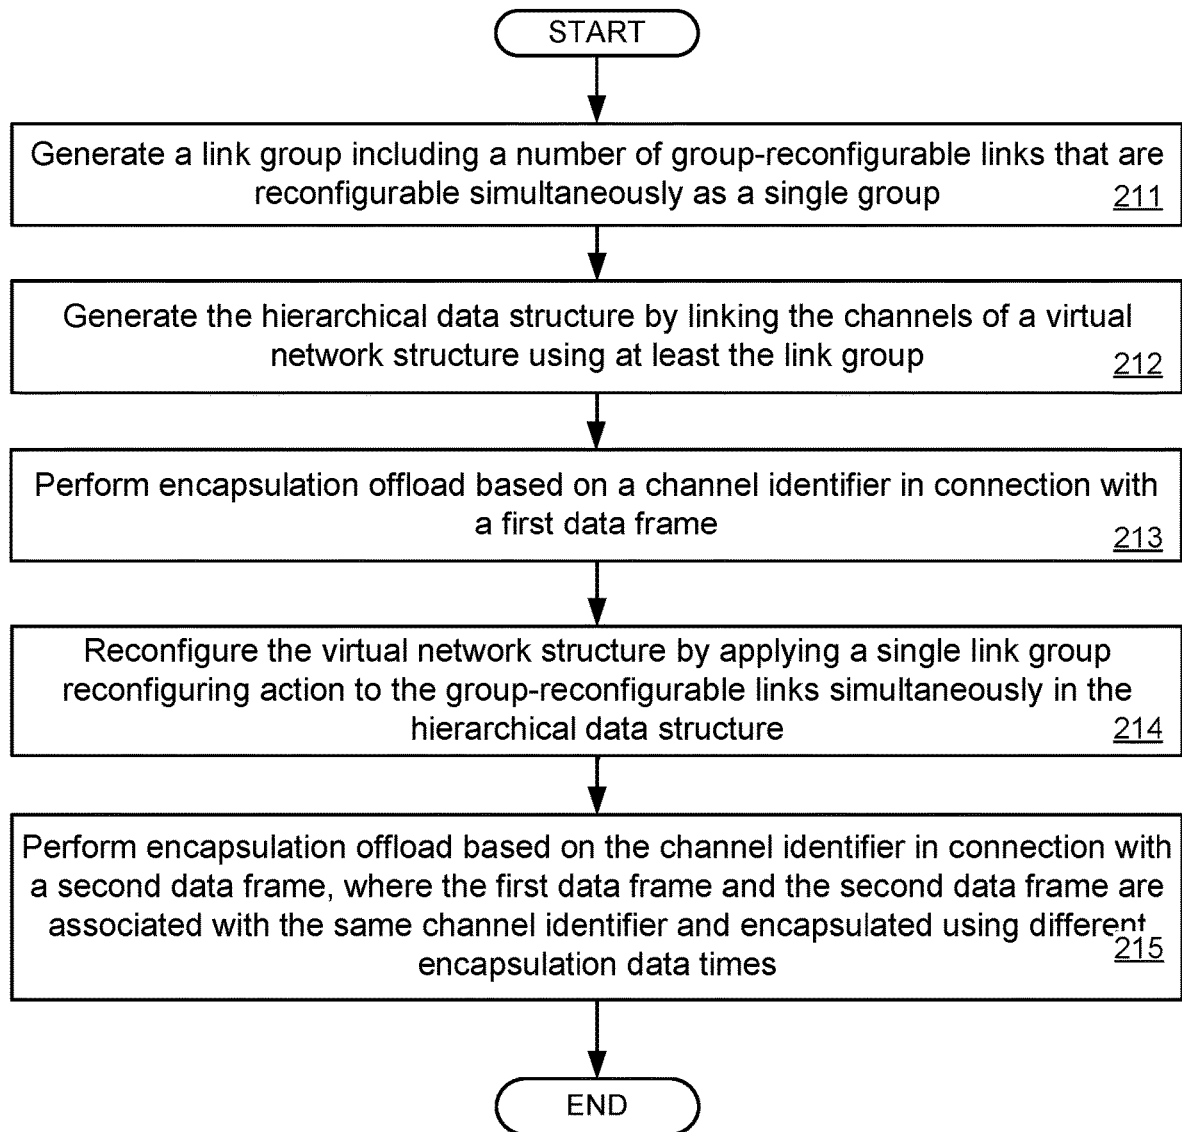 START
Generate a link group including a number of group-reconfigurable links that are
reconfigurable simultaneously as a single group
211
Generate the hierarchical data structure by linking the channels of a virtual
network structure using at least the link group
212
Perform encapsulation offload based on a channel identifier in connection with
a first data frame
213
Reconfigure the virtual network structure by applying a single link group
reconfiguring action to the group-reconfigurable links simultaneously in the
hierarchical data structure
214
Perform encapsulation offload based on the channel identifier in connection with
a second data frame, where the first data frame and the second data frame are
associated with the same channel identifier and encapsulated using different
encapsulation data times
215
END